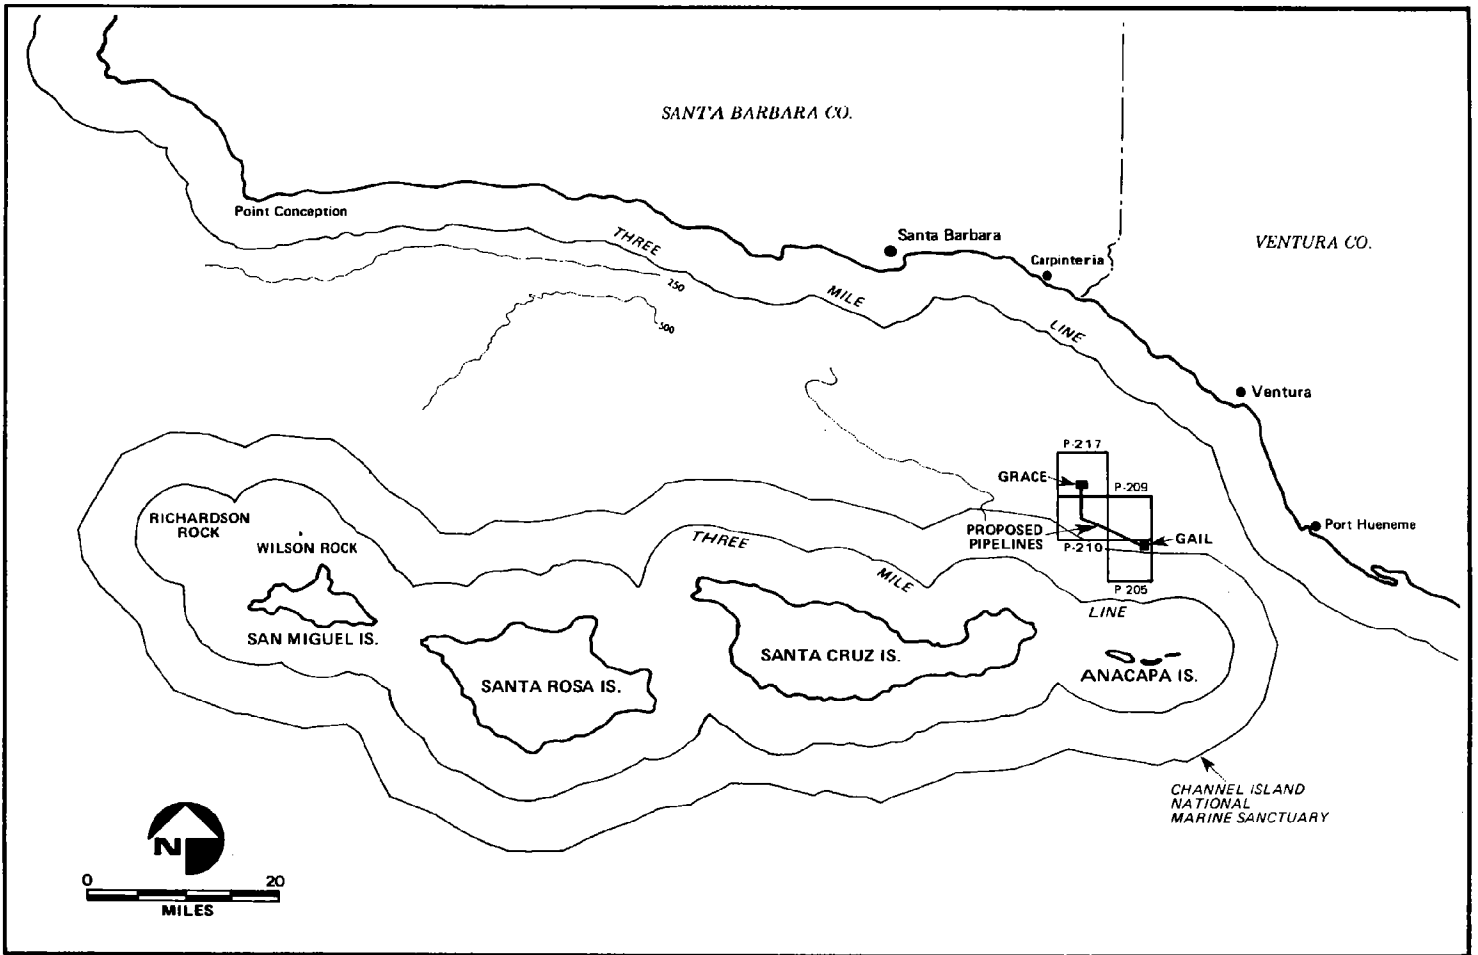 SANTA BARBARA CO.
Point Conception
THREE
Santa Barbara
VENTURA CO.
Carpinteria
250
MILE
500
LINE
Ventura
P-217
GRACE
P-209
RICHARDSON
ROCK
WILSON ROCK
THREE
PROPOSED
PIPELINES
P-210
GAIL
Port Hueneme
MILE
P 205
LINE
SAN MIGUEL IS.
SANTA ROSA IS.
SANTA CRUZ IS.
ANACAPA IS.
CHANNEL ISLAND
NATIONAL
MARINE SANCTUARY
N
0 20
MILES